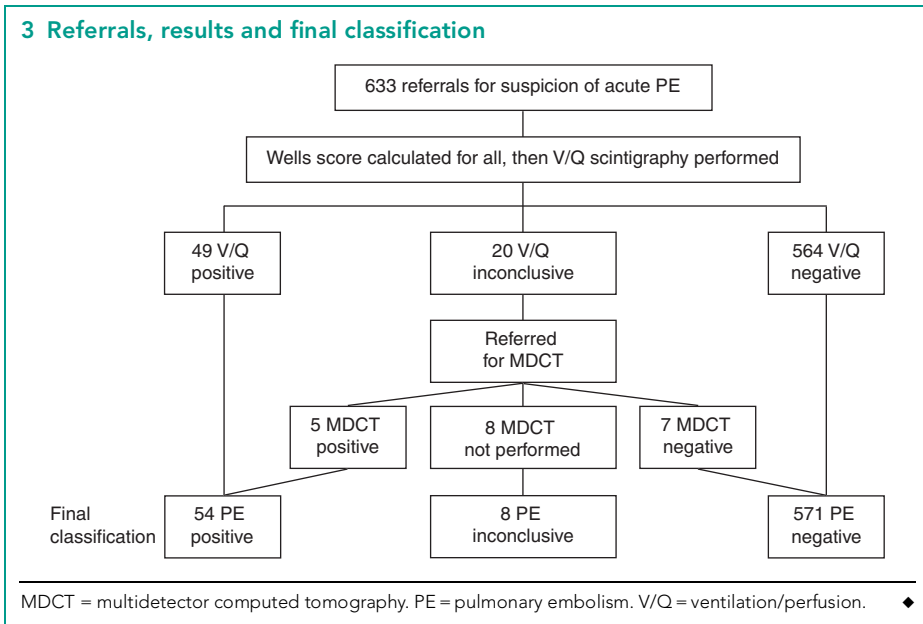 3 Referrals, results and final classification
633 referrals for suspicion of acute PE
Wells score calculated for all, then V/Q scintigraphy performed
49 V/Q
positive
20 V/Q
inconclusive
564 V/Q
negative
Referred
for MDCT
5 MDCT
positive
8 MDCT
not performed
7 MDCT
negative
Final
classification
54 PE
positive
8 PE
inconclusive
571 PE
negative
MDCT = multidetector computed tomography. PE = pulmonary embolism. V/Q = ventilation/perfusion. ◆